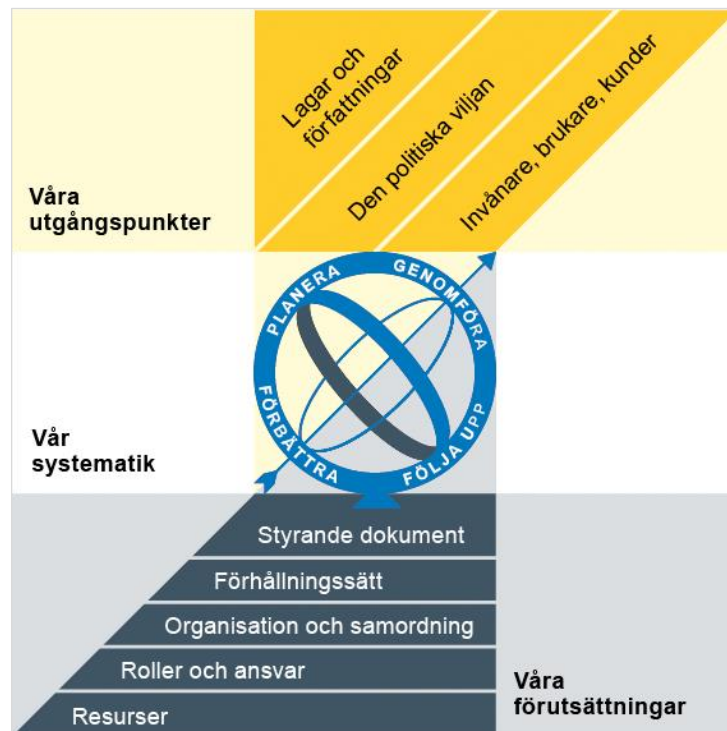 Lagar och
författningar
Den politiska viljan
Invånare, brukare, kunder
Våra
utgångspunkter
PLANERA
GENOMFÖRA
FÖRBÄTTRA
FÖLJA UPP
Vår
systematik
Styrande dokument
Förhållningssätt
Organisation och samordning
Roller och ansvar
Resurser
Våra
förutsättningar